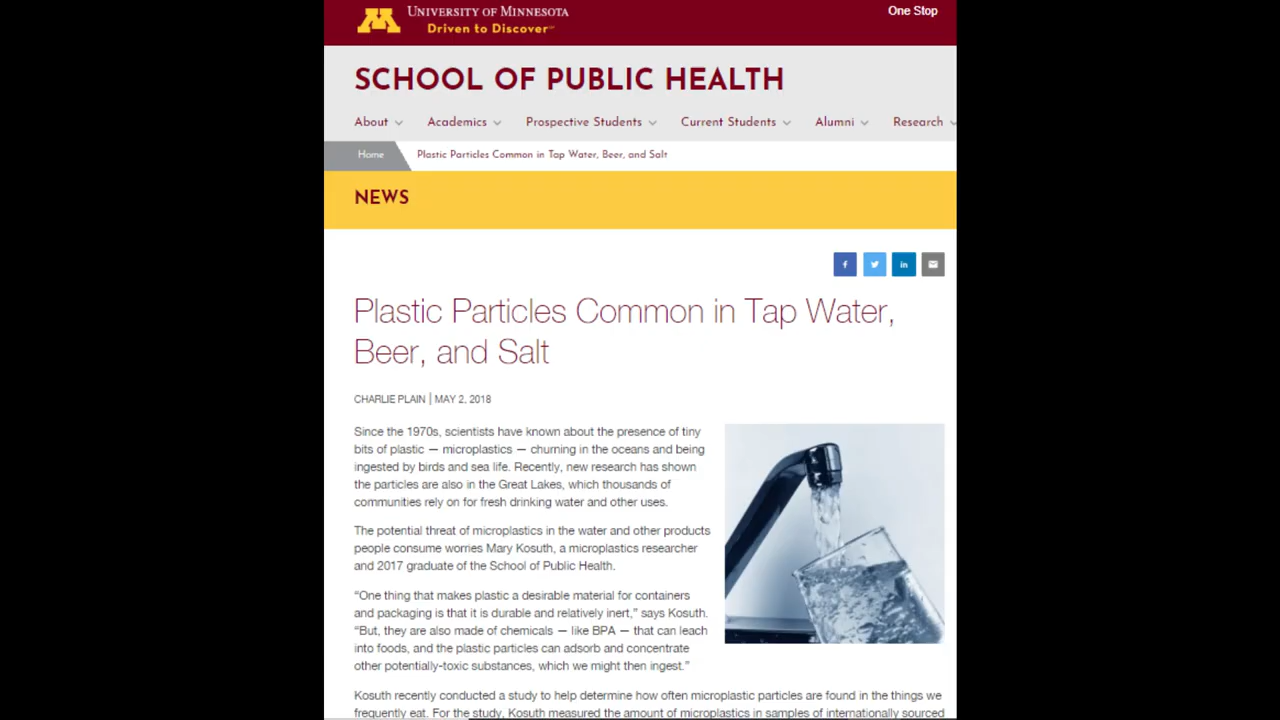 UNIVERSITY OF MINNESOTA
Driven to Discover℠
One Stop
SCHOOL OF PUBLIC HEALTH
About Academics Prospective Students Current Students Alumni Research
Home Plastic Particles Common in Tap Water, Beer, and Salt
NEWS
f in
Plastic Particles Common in Tap Water,
Beer, and Salt
CHARLIE PLAIN | MAY 2, 2018
Since the 1970s, scientists have known about the presence of tiny
bits of plastic — microplastics — churning in the oceans and being
ingested by birds and sea life. Recently, new research has shown
the particles are also in the Great Lakes, which thousands of
communities rely on for fresh drinking water and other uses.
The potential threat of microplastics in the water and other products
people consume worries Mary Kosuth, a microplastics researcher
and 2017 graduate of the School of Public Health.
“One thing that makes plastic a desirable material for containers
and packaging is that it is durable and relatively inert,” says Kosuth.
“But, they are also made of chemicals — like BPA — that can leach
into foods, and the plastic particles can adsorb and concentrate
other potentially-toxic substances, which we might then ingest.”
Kosuth recently conducted a study to help determine how often microplastic particles are found in the things we
frequently eat. For the study, Kosuth measured the amount of microplastics in samples of internationally sourced